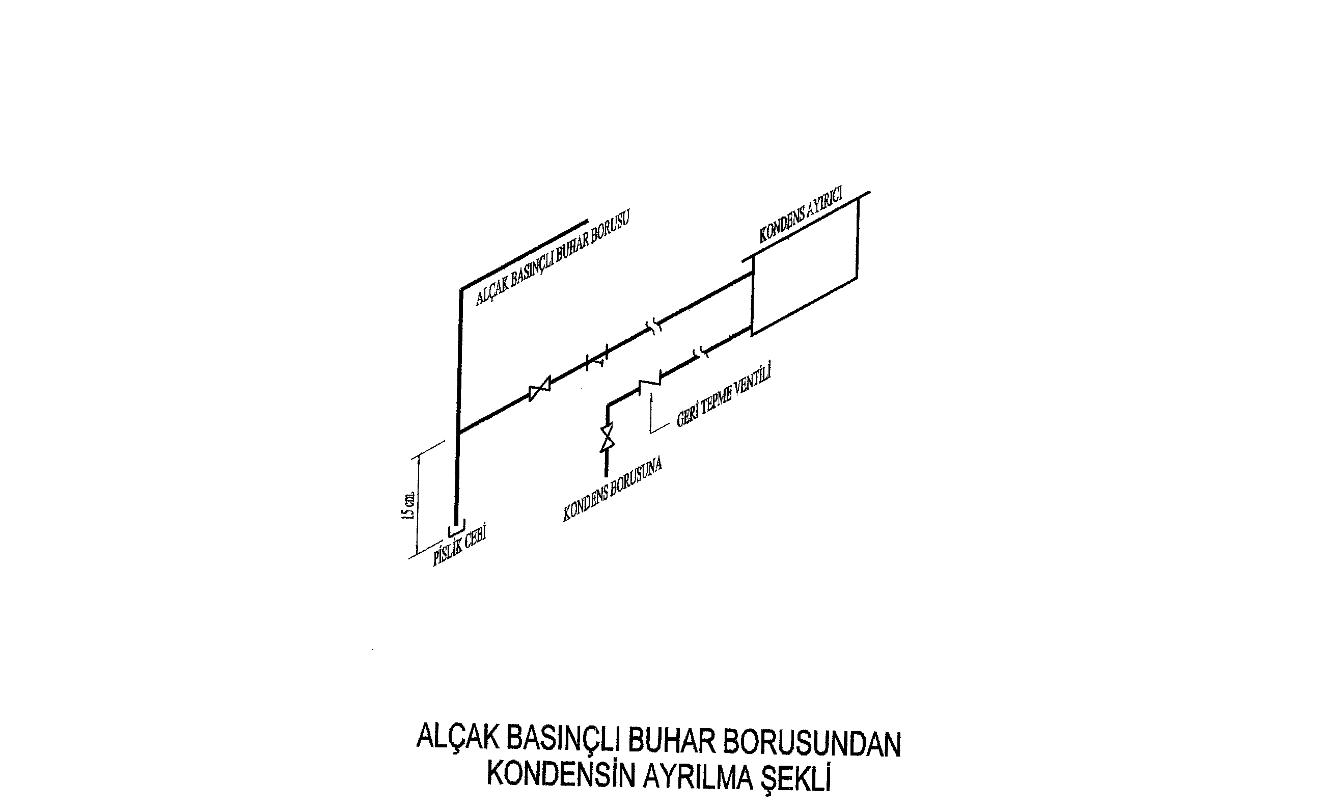 KONDENS AYIRICI
ALÇAK BASINÇLI BUHAR BORUSU
GERİ TEPME VENTİLİ
KONDENS BORUSUNA
15 cm.
PİSLİK CEBİ
ALÇAK BASINÇLI BUHAR BORUSUNDAN
KONDENSİN AYRILMA ŞEKLİ